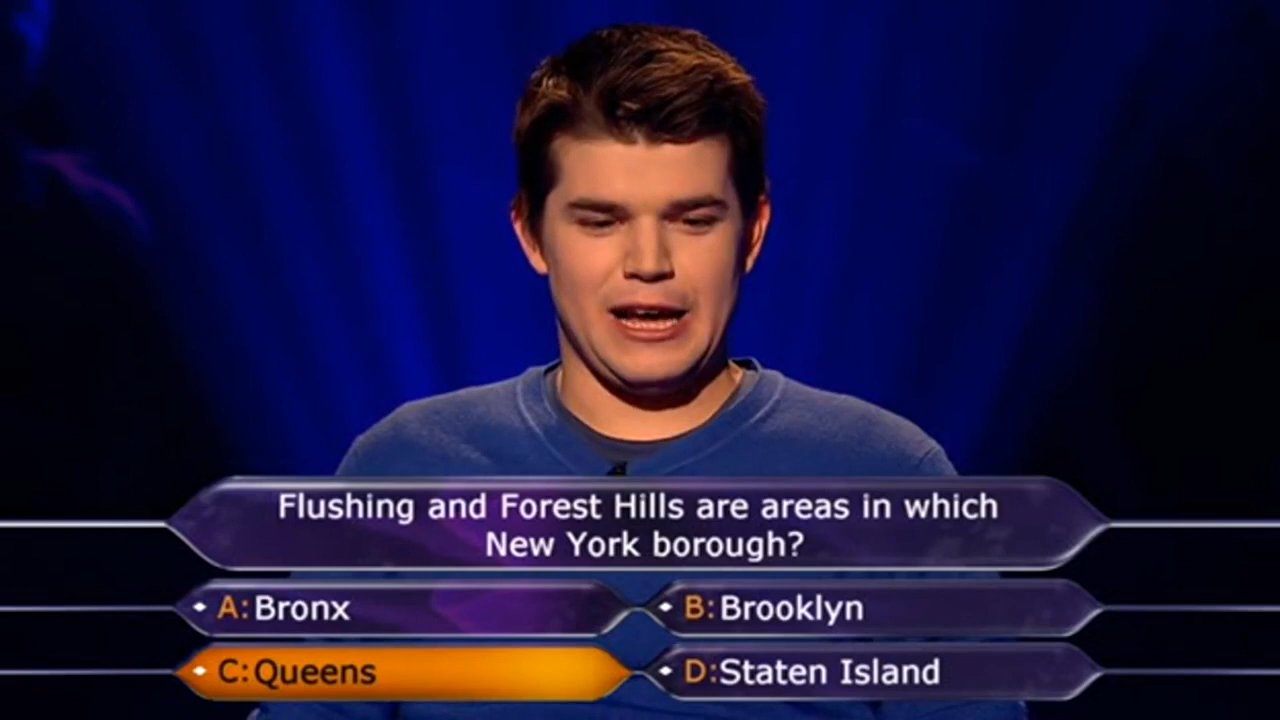 Flushing and Forest Hills are areas in which
New York borough?
A: Bronx
B: Brooklyn
C: Queens
D: Staten Island